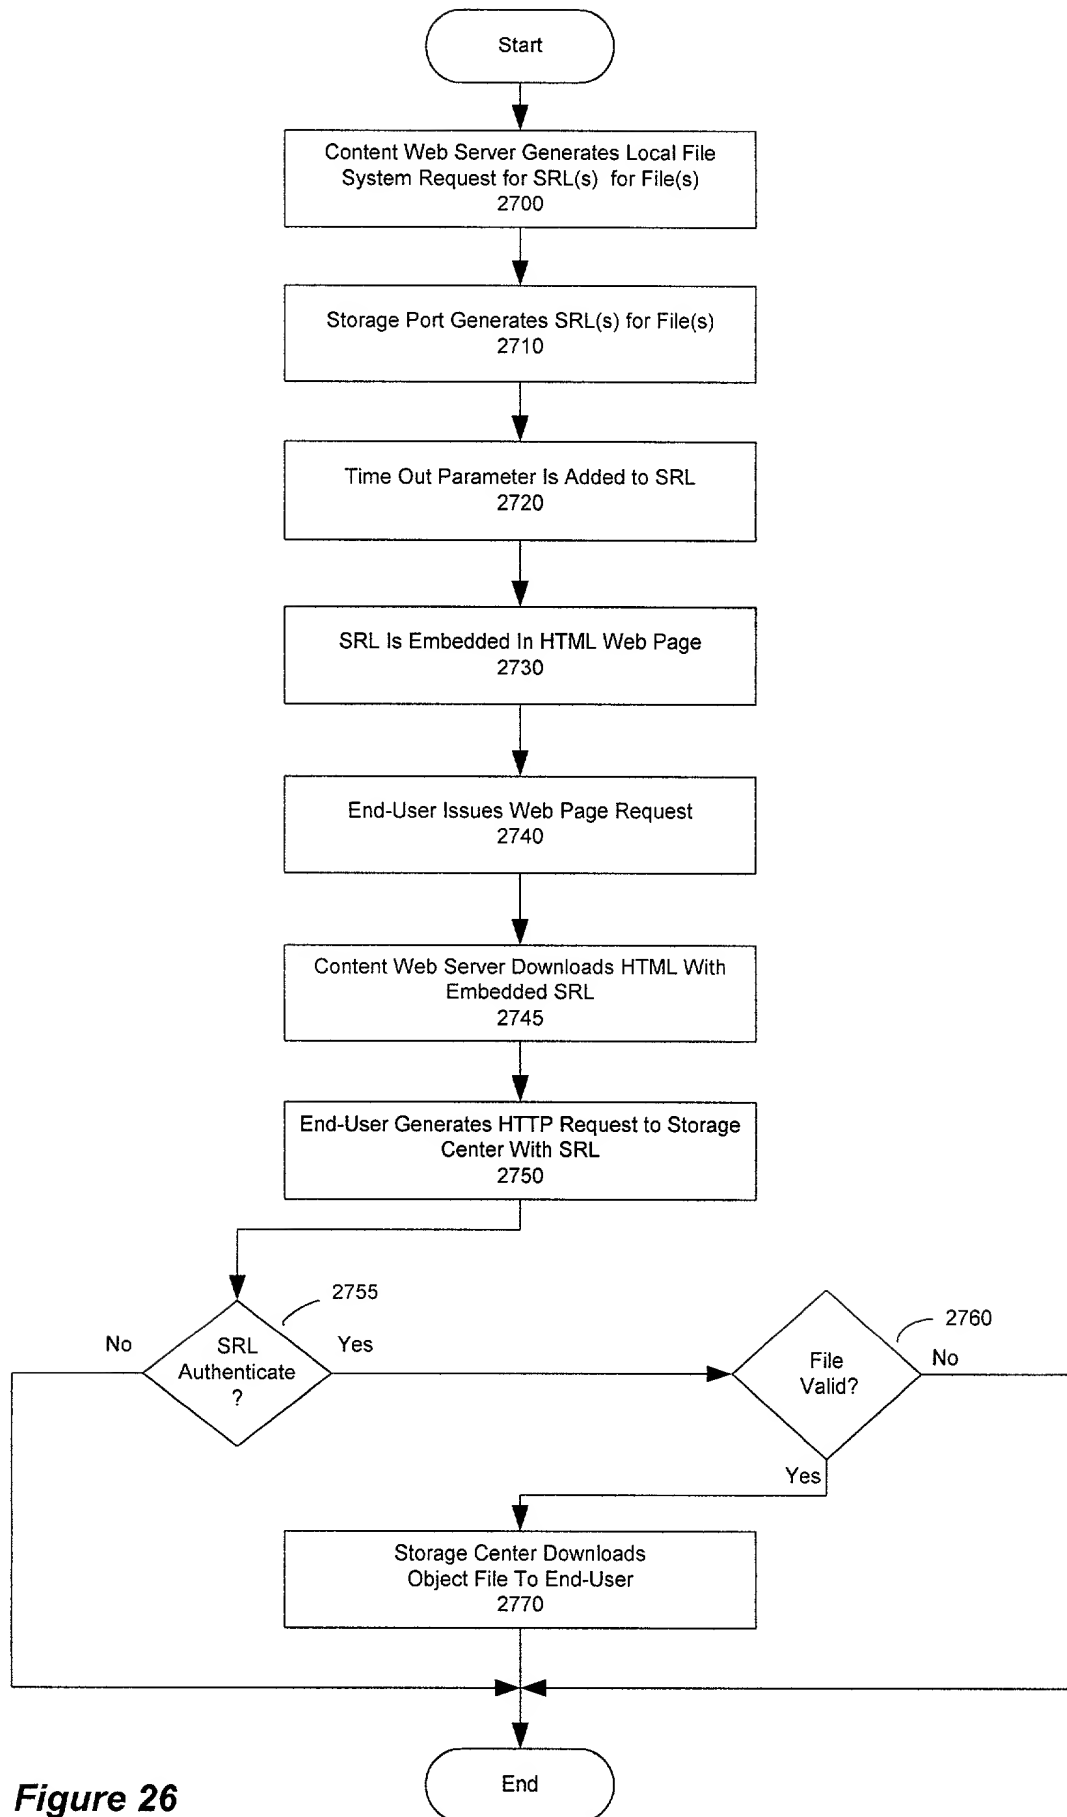 Start
Content Web Server Generates Local File
System Request for SRL(s) for File(s)
2700
Storage Port Generates SRL(s) for File(s)
2710
Time Out Parameter Is Added to SRL
2720
SRL Is Embedded In HTML Web Page
2730
End-User Issues Web Page Request
2740
Content Web Server Downloads HTML With
Embedded SRL
2745
End-User Generates HTTP Request to Storage
Center With SRL
2750
2755
No
SRL
Authenticate
?
Yes
2760
File
Valid?
No
Yes
Storage Center Downloads
Object File To End-User
2770
End
Figure 26